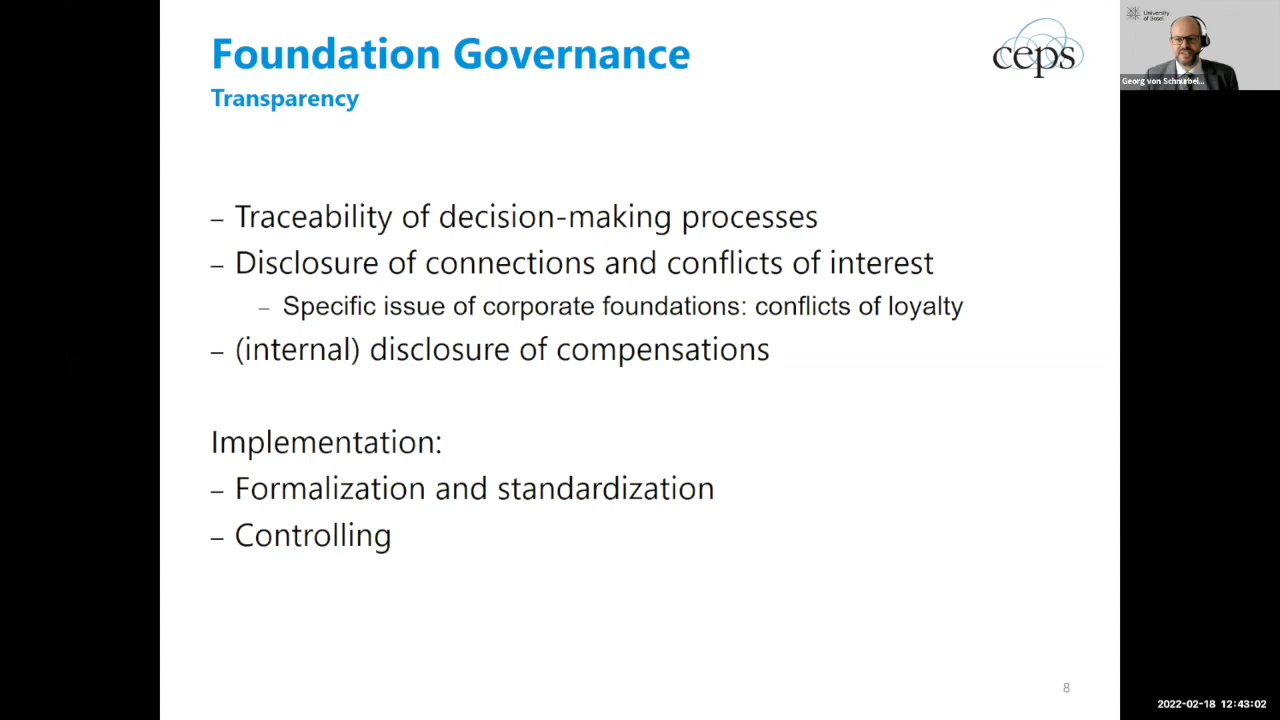 Foundation Governance
Transparency
ceps
University
of Basel
Georg von Schnurbei...
– Traceability of decision-making processes
– Disclosure of connections and conflicts of interest
– Specific issue of corporate foundations: conflicts of loyalty
– (internal) disclosure of compensations
Implementation:
– Formalization and standardization
– Controlling
8
2022-02-18 12:43:02